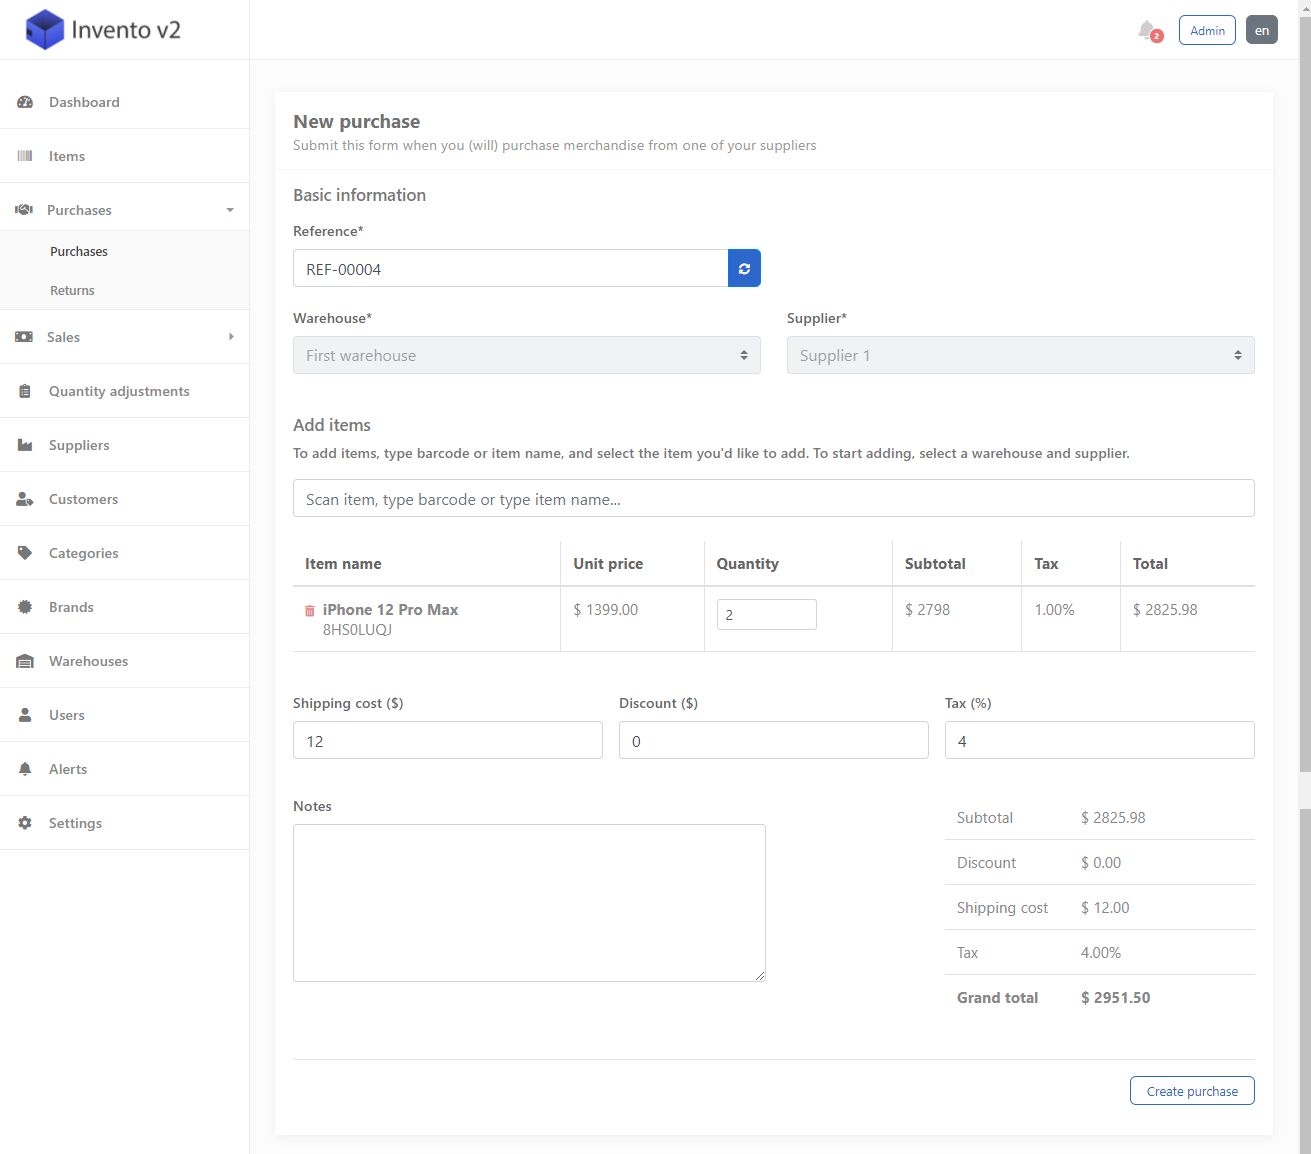 Invento v2
2
Admin
en
Dashboard
Items
Purchases
Purchases
Returns
Sales
Quantity adjustments
Suppliers
Customers
Categories
Brands
Warehouses
Users
Alerts
Settings
New purchase
Submit this form when you (will) purchase merchandise from one of your suppliers
Basic information
Reference*
REF-00004
Warehouse* Supplier*
First warehouse Supplier 1
Add items
To add items, type barcode or item name, and select the item you'd like to add. To start adding, select a warehouse and supplier.
Scan item, type barcode or type item name...
Item name Unit price Quantity Subtotal Tax Total
iPhone 12 Pro Max $ 1399.00 2 $ 2798 1.00% $ 2825.98
8HS0LUQJ
Shipping cost ($) Discount ($) Tax (%)
12 0 4
Notes
Subtotal $ 2825.98
Discount $ 0.00
Shipping cost $ 12.00
Tax 4.00%
Grand total $ 2951.50
Create purchase